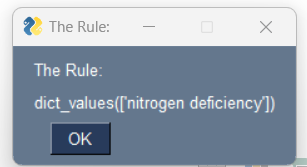 The Rule:
The Rule:
dict_values(['nitrogen deficiency'])
OK